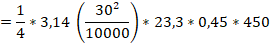 = 1/4 * 3,14 (30²/10000) * 23,3 * 0,45 * 450